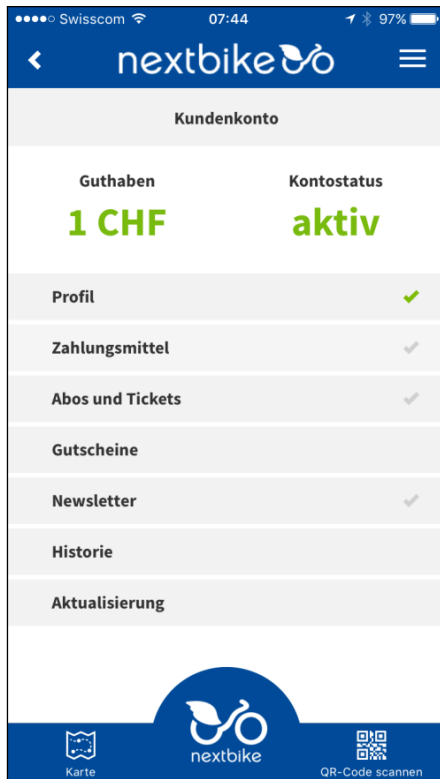 ●●●●○ Swisscom 07:44 97%
nextbike
Kundenkonto
Guthaben Kontostatus
1 CHF aktiv
Profil
Zahlungsmittel
Abos und Tickets
Gutscheine
Newsletter
Historie
Aktualisierung
nextbike
Karte QR-Code scannen